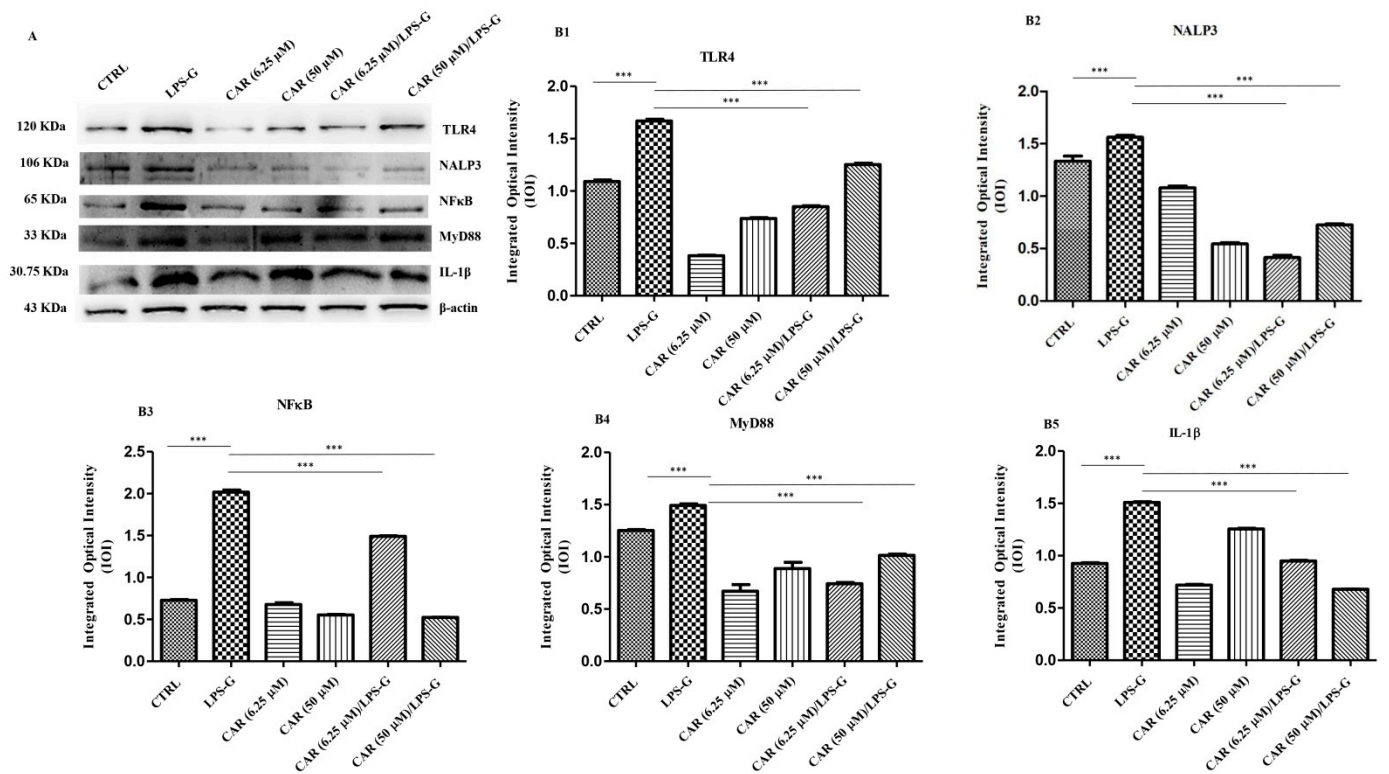 A
CTRL
LPS-G
CAR (6.25 µM)
CAR (50 µM)
CAR (6.25 µM)/LPS-G
CAR (50 µM)/LPS-G
120 KDa
TLR4
106 KDa
NALP3
65 KDa
NFκB
33 KDa
MyD88
30.75 KDa
IL-1β
43 KDa
β-actin
B1
TLR4
Integrated Optical Intensity
(IOI)
2.0
1.5
1.0
0.5
0.0
***
***
***
CTRL
LPS-G
CAR (6.25 µM)
CAR (50 µM)
CAR (6.25 µM)/LPS-G
CAR (50 µM)/LPS-G
B2
NALP3
Integrated Optical Intensity
(IOI)
2.0
1.5
1.0
0.5
0.0
***
***
***
CTRL
LPS-G
CAR (6.25 µM)
CAR (50 µM)
CAR (6.25 µM)/LPS-G
CAR (50 µM)/LPS-G
B3
NFκB
Integrated Optical Intensity
(IOI)
2.5
2.0
1.5
1.0
0.5
0.0
***
***
***
CTRL
LPS-G
CAR (6.25 µM)
CAR (50 µM)
CAR (6.25 µM)/LPS-G
CAR (50 µM)/LPS-G
B4
MyD88
Integrated Optical Intensity
(IOI)
2.0
1.5
1.0
0.5
0.0
***
***
***
CTRL
LPS-G
CAR (6.25 µM)
CAR (50 µM)
CAR (6.25 µM)/LPS-G
CAR (50 µM)/LPS-G
B5
IL-1β
Integrated Optical Intensity
(IOI)
2.0
1.5
1.0
0.5
0.0
***
***
***
CTRL
LPS-G
CAR (6.25 µM)
CAR (50 µM)
CAR (6.25 µM)/LPS-G
CAR (50 µM)/LPS-G